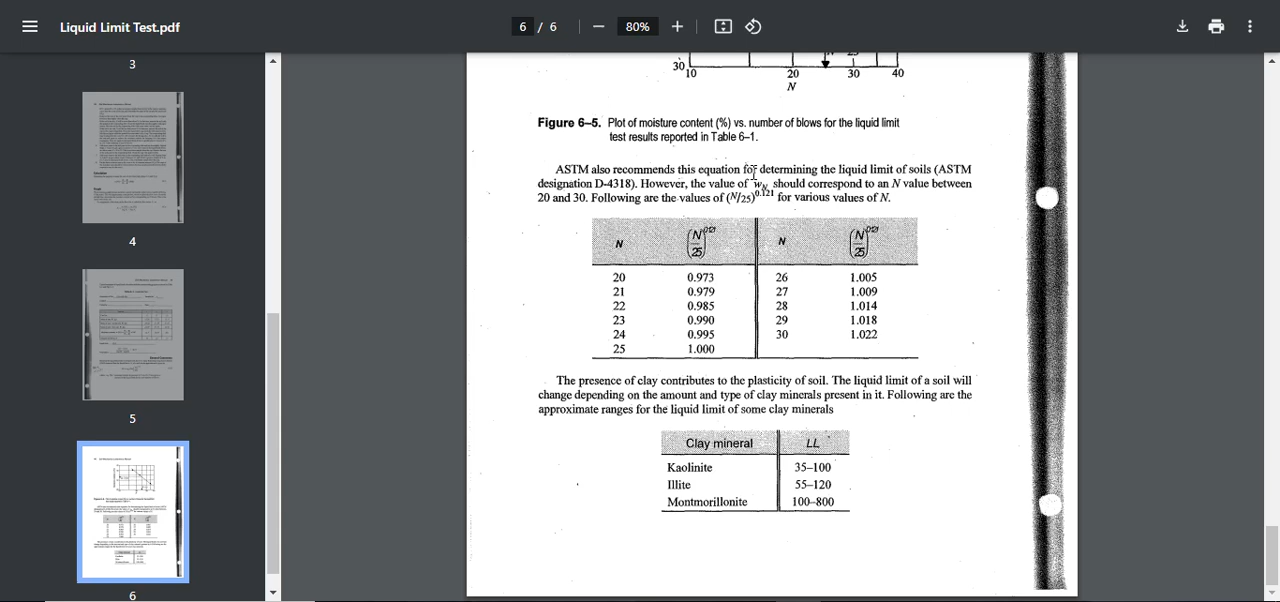 Liquid Limit Test.pdf
6 / 6
80%
3
4
5
6
30
10 20 30 40
N
Figure 6–5. Plot of moisture content (%) vs. number of blows for the liquid limit
test results reported in Table 6–1.
ASTM also recommends this equation for determining the liquid limit of soils (ASTM
designation D-4318). However, the value of w_N should correspond to an N value between
20 and 30. Following are the values of (N/25)^0.121 for various values of N.
N (N/25)^0.121 N (N/25)^0.121
20 0.973 26 1.005
21 0.979 27 1.009
22 0.985 28 1.014
23 0.990 29 1.018
24 0.995 30 1.022
25 1.000
The presence of clay contributes to the plasticity of soil. The liquid limit of a soil will
change depending on the amount and type of clay minerals present in it. Following are the
approximate ranges for the liquid limit of some clay minerals
Clay mineral LL
Kaolinite 35–100
Illite 55–120
Montmorillonite 100–800